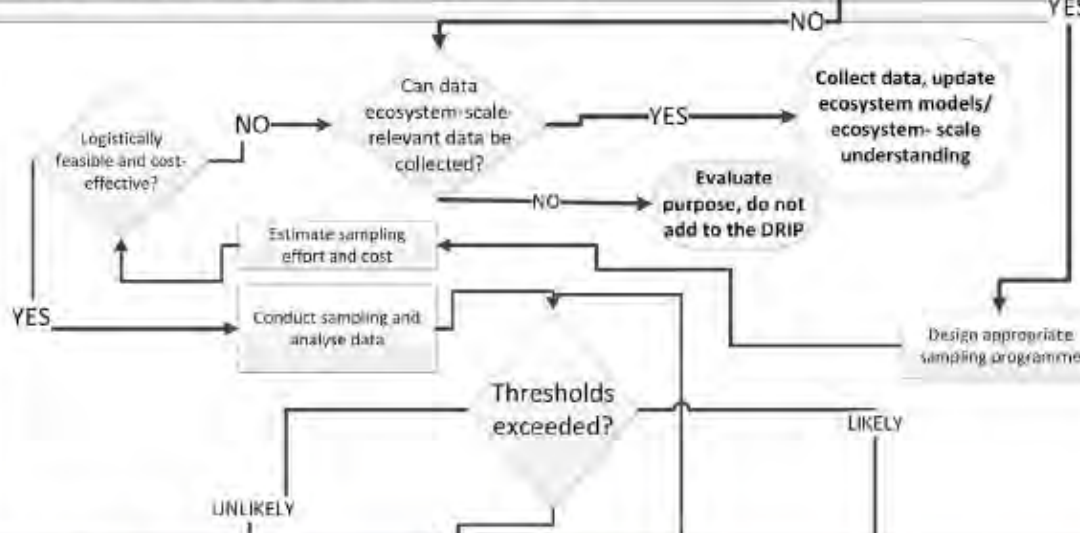 NO
YES
Can data
ecosystem-scale-
relevant data be
collected?
YES
Collect data, update
ecosystem models/
ecosystem- scale
understanding
Logistically
feasible and cost-
effective?
NO
NO
Evaluate
purpose, do not
add to the DRIP
Estimate sampling
effort and cost
YES
Conduct sampling and
analyse data
Design appropriate
sampling programme
Thresholds
exceeded?
LIKELY
UNLIKELY